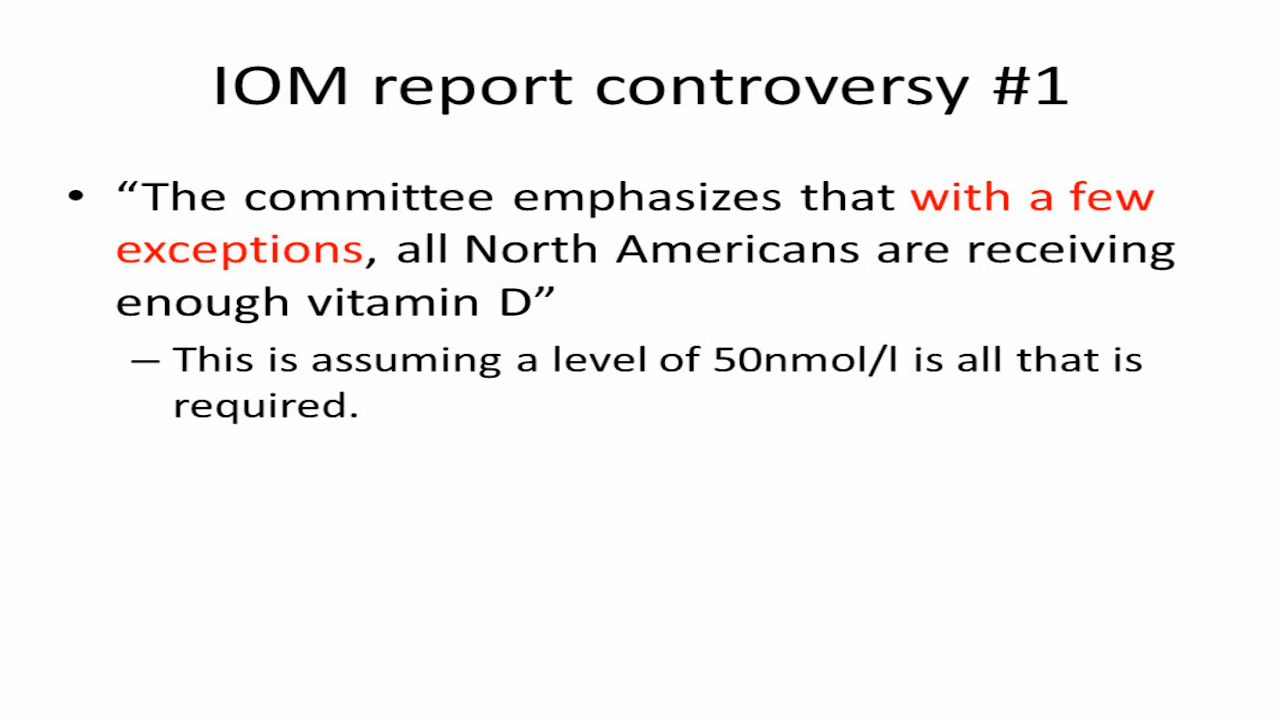 IOM report controversy #1
• “The committee emphasizes that with a few
exceptions, all North Americans are receiving
enough vitamin D”
– This is assuming a level of 50nmol/l is all that is
required.